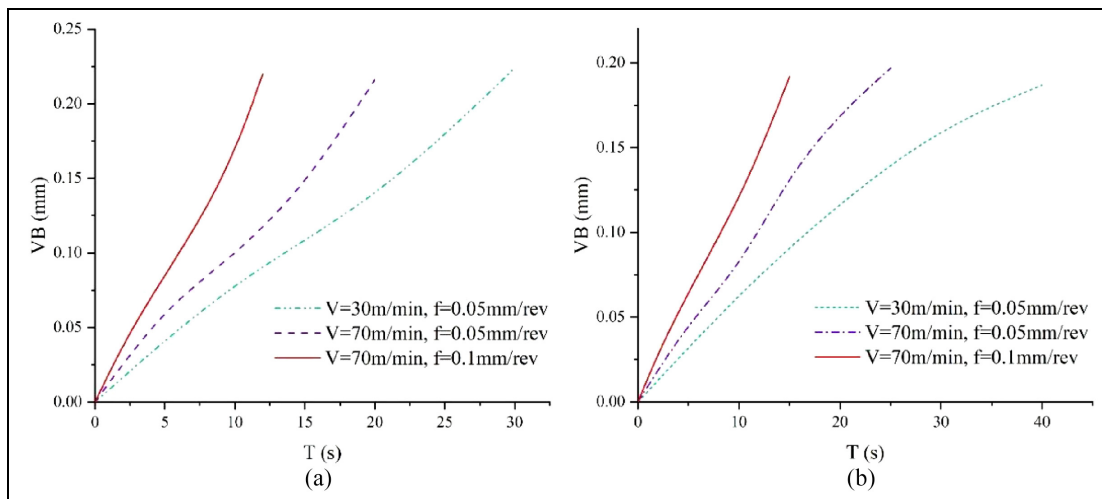 0.25
0.20
0.15
0.10
0.05
0.00
VB (mm)
0 5 10 15 20 25 30
T (s)
V=30m/min, f=0.05mm/rev
V=70m/min, f=0.05mm/rev
V=70m/min, f=0.1mm/rev
(a)
0.20
0.15
0.10
0.05
0.00
VB (mm)
0 10 20 30 40
T (s)
V=30m/min, f=0.05mm/rev
V=70m/min, f=0.05mm/rev
V=70m/min, f=0.1mm/rev
(b)